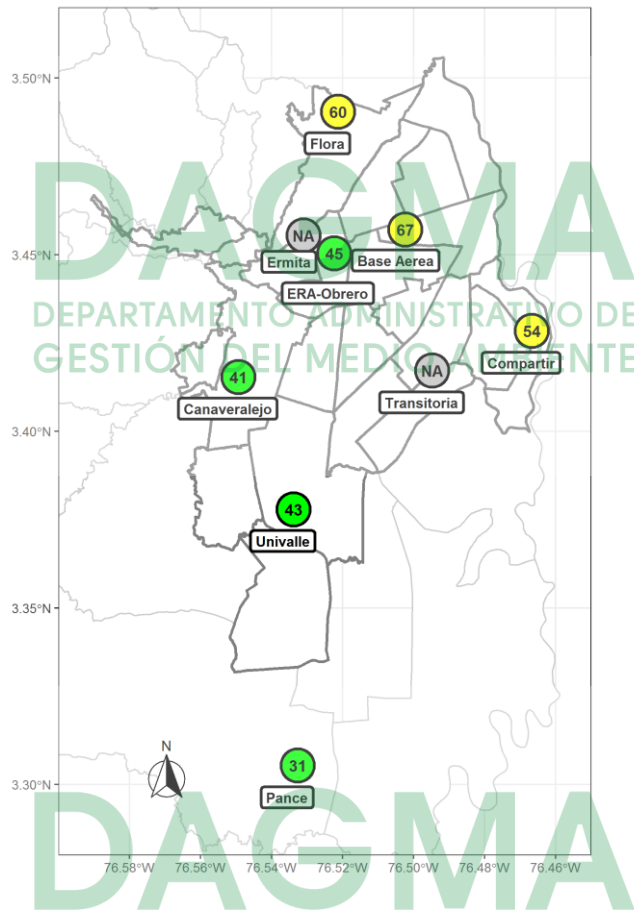 3.50°N
60
Flora
DAGMA
NA
67
Ermita
45
Base Aerea
3.45°N
ERA-Obrero
DEPARTAMENTO ADMINISTRATIVO DE
GESTIÓN DEL MEDIO AMBIENTE
54
Compartir
41
NA
Canaveralejo
Transitoria
3.40°N
43
Univalle
3.35°N
N
31
3.30°N
Pance
DAGMA
76.58°W 76.56°W 76.54°W 76.52°W 76.50°W 76.48°W 76.46°W